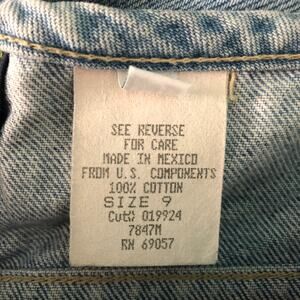 SEE REVERSE
FOR CARE
MADE IN MEXICO
FROM U.S. COMPONENTS
100% COTTON
SIZE 9
Cut# 019924
7847M
RN 69057